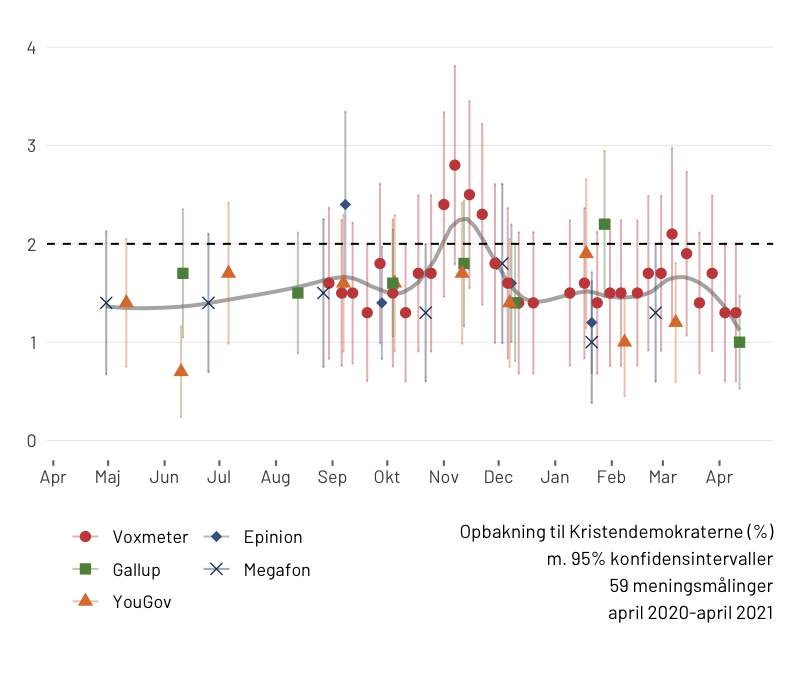 4
3
2
1
0
Apr Maj Jun Jul Aug Sep Okt Nov Dec Jan Feb Mar Apr
Voxmeter Epinion
Gallup Megafon
YouGov
Opbakning til Kristendemokraterne (%)
m. 95% konfidensintervaller
59 meningsmålinger
april 2020-april 2021